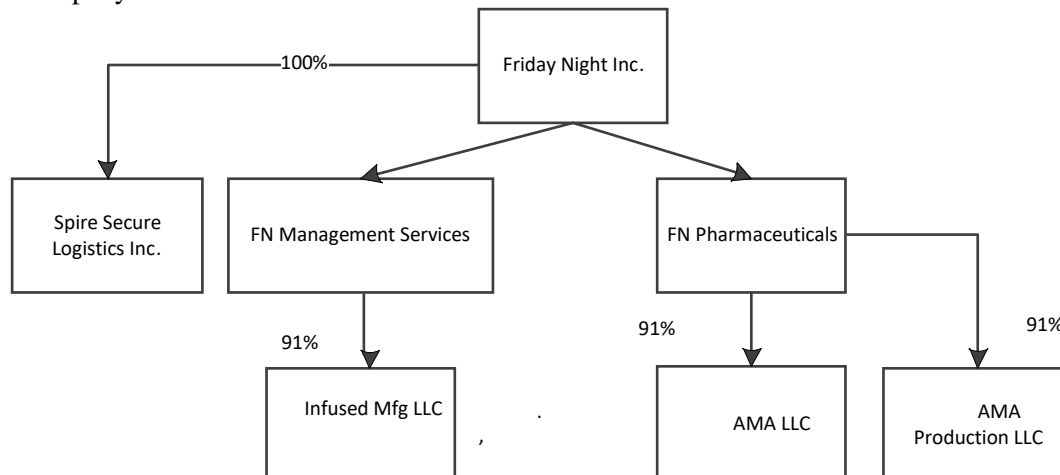 100%
Friday Night Inc.
Spire Secure
Logistics Inc.
FN Management Services
FN Pharmaceuticals
91%
91%
91%
Infused Mfg LLC
.
,
AMA LLC
AMA
Production LLC